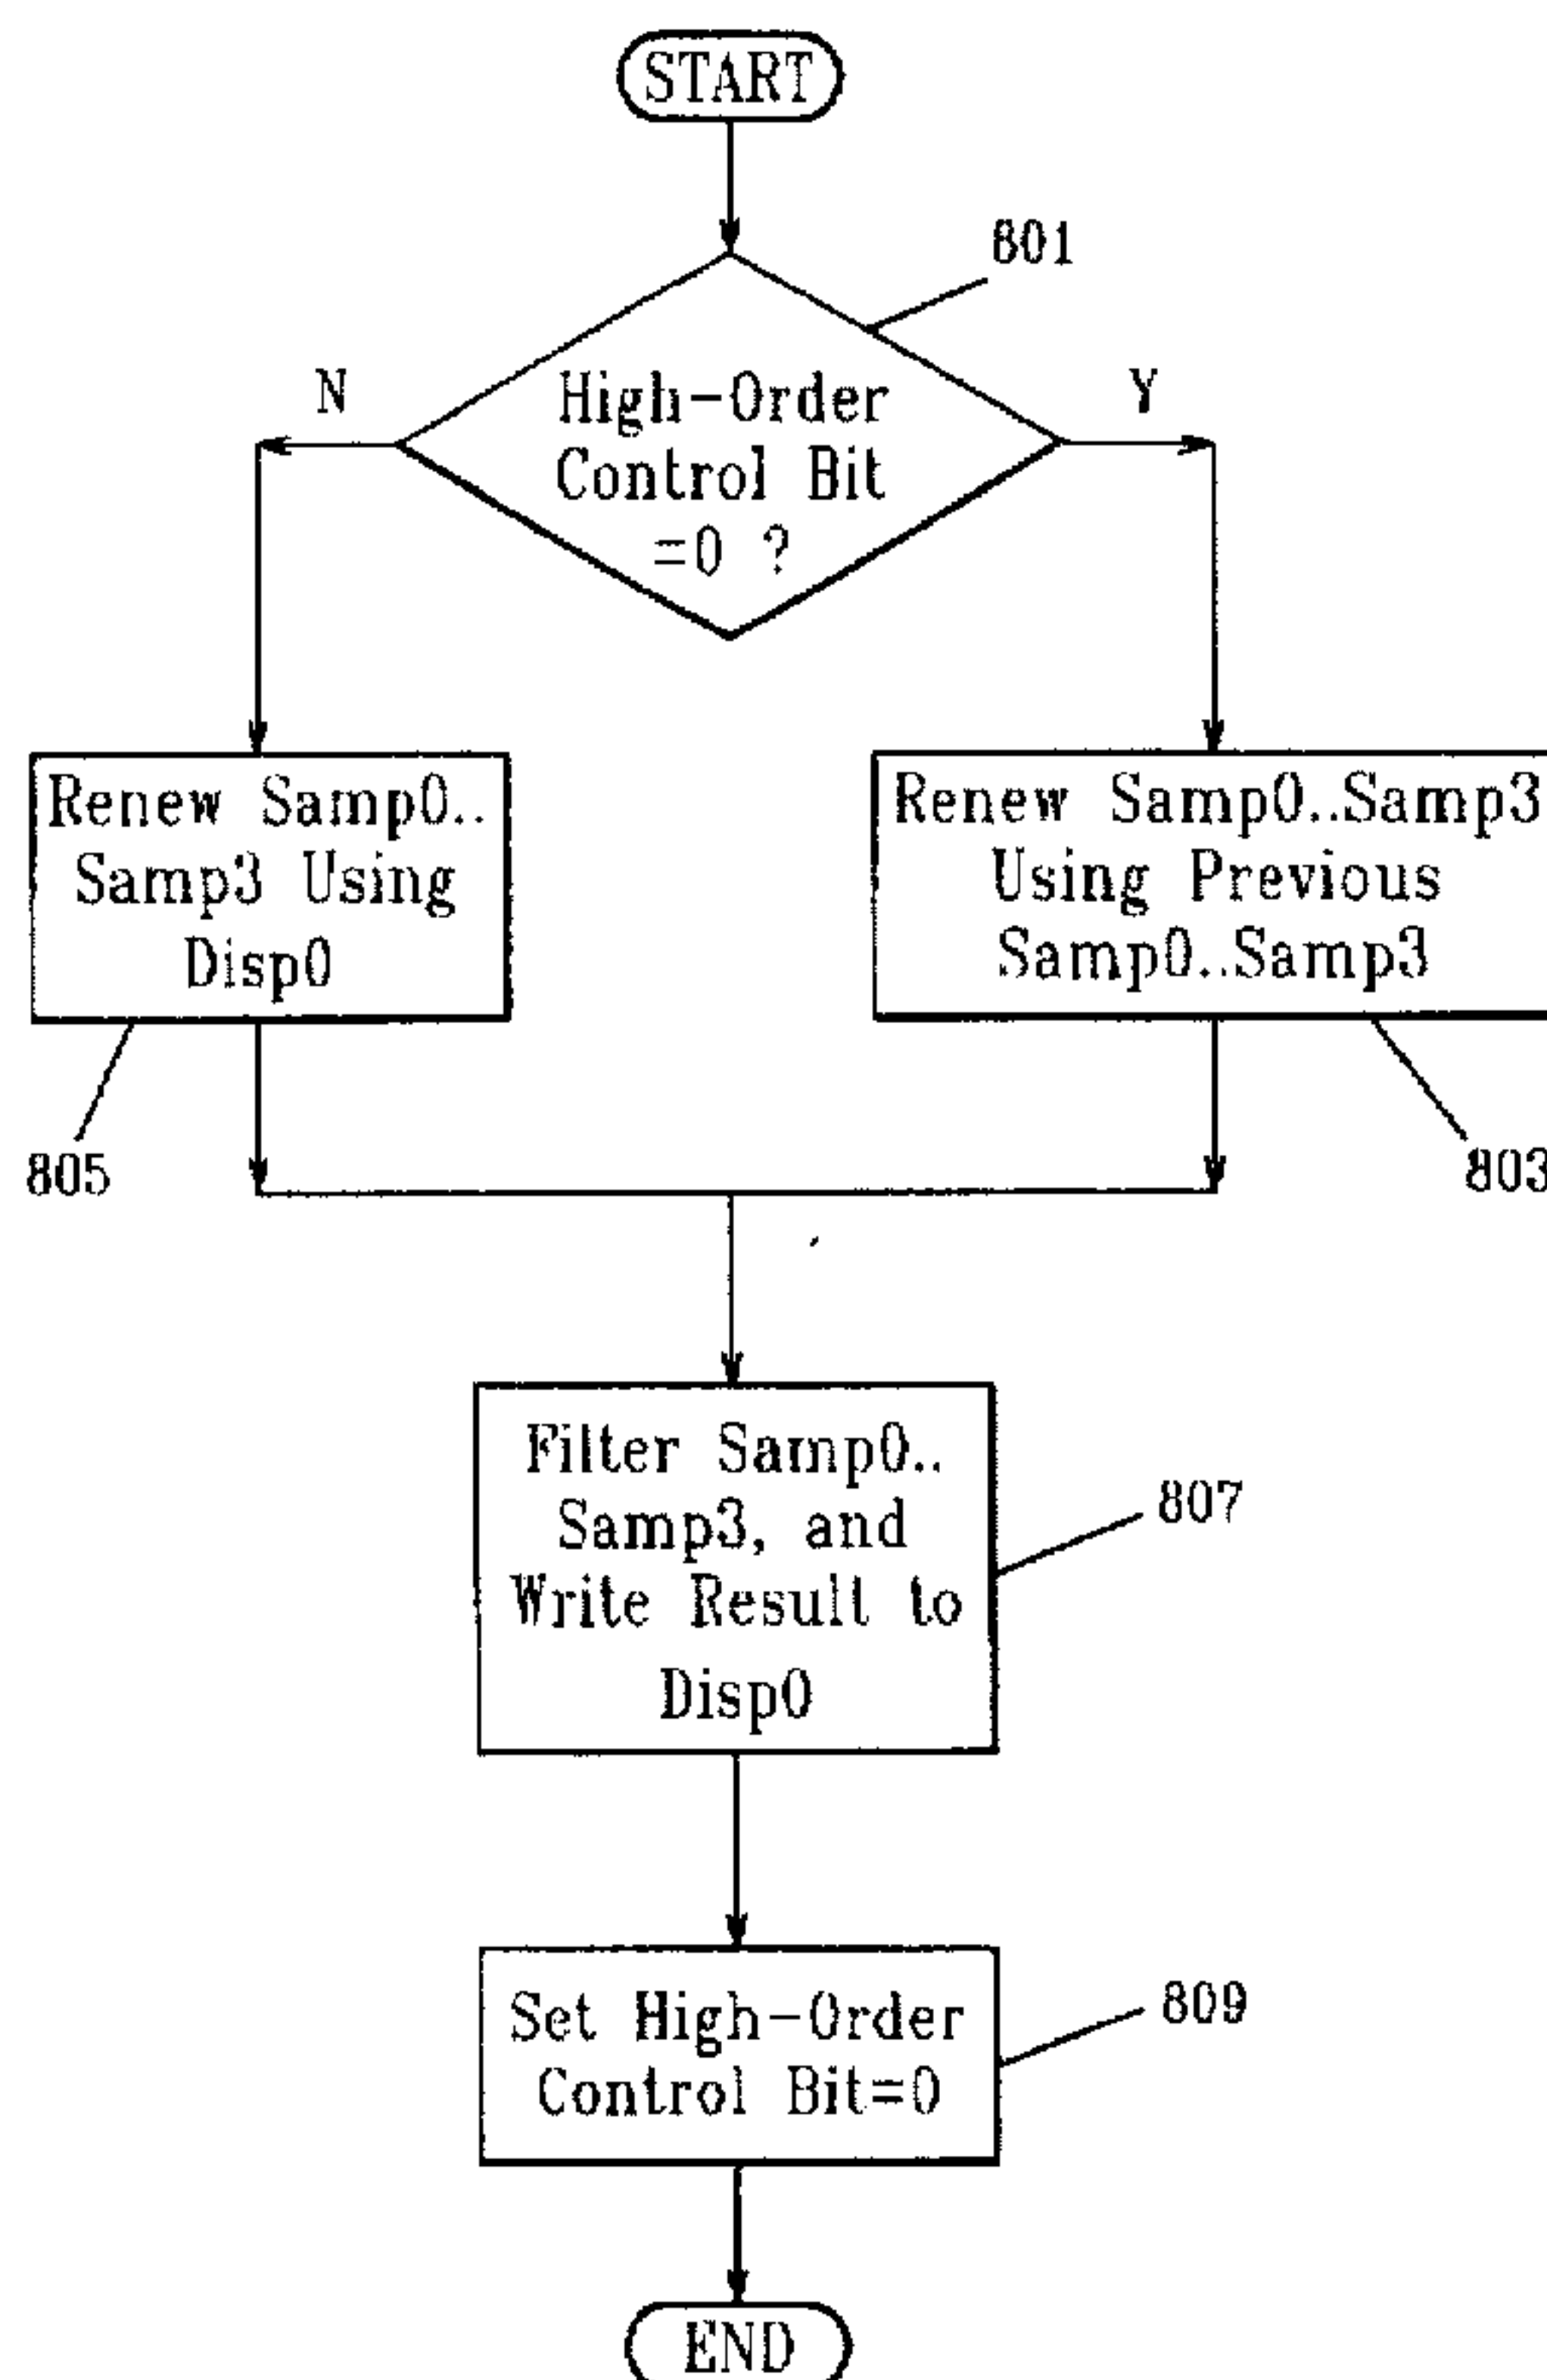 START
801
N
Y
High-Order
Control Bit
=0 ?
Renew Samp0..
Samp3 Using
Disp0
Renew Samp0..Samp3
Using Previous
Samp0..Samp3
805
803
Filter Samp0..
Samp3, and
Write Result to
Disp0
807
Set High-Order
Control Bit=0
809
END